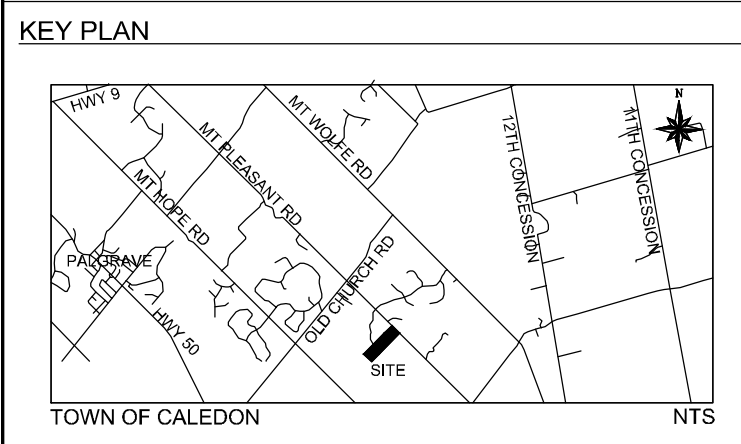 KEY PLAN
HWY 9
MT WOLFE RD
MT PLEASANT RD
12TH CONCESSION
11TH CONCESSION
N
MT HOPE RD
PALGRAVE
OLD CHURCH RD
HWY 50
SITE
TOWN OF CALEDON
NTS